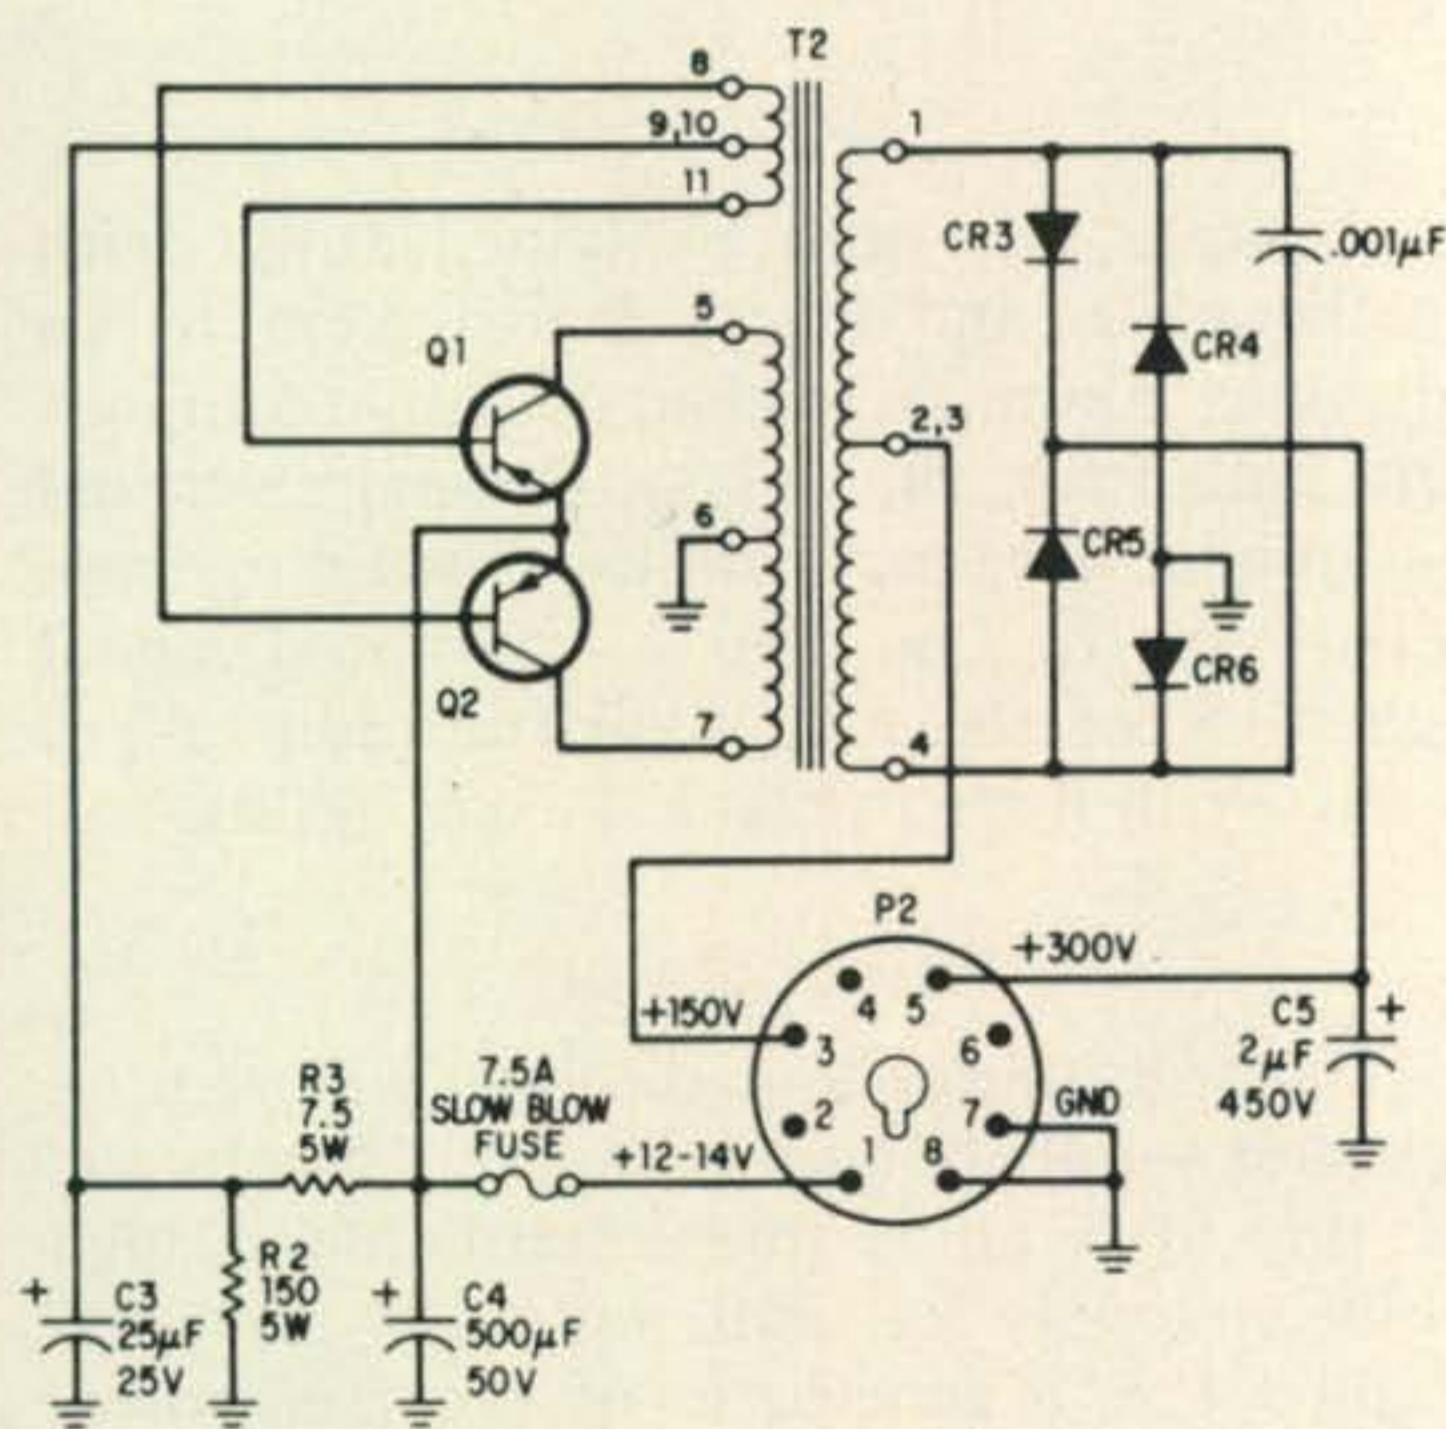 T2
8
9,10
11
5
6
7
1
2,3
4
Q1
Q2
CR3
CR4
CR5
CR6
.001μF
P2
+300V
+150V
4
5
3
6
2
7
1
8
GND
C5
+
2μF
450V
R3
7.5
5W
7.5A
SLOW BLOW
FUSE
+12-14V
+
C3
25μF
25V
R2
150
5W
+
C4
500μF
50V